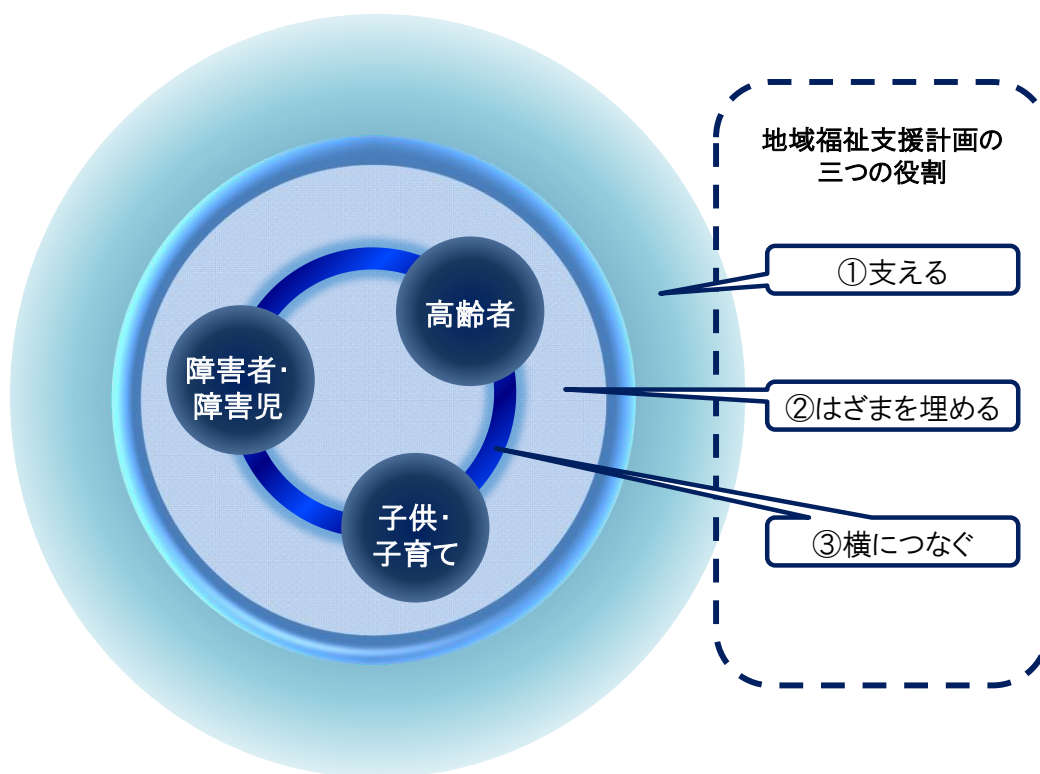 地域福祉支援計画の
三つの役割
①支える
高齢者
障害者・
障害児
②はざまを埋める
子供・
子育て
③横につなぐ